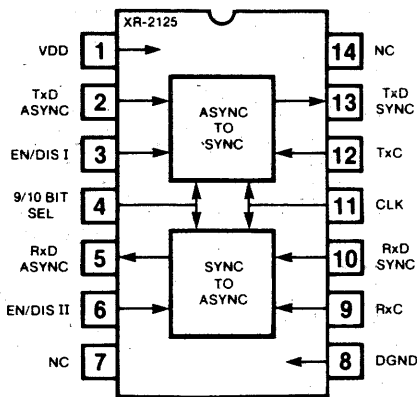 XR-2125
VDD 1
14 NC
TxD
ASYNC
2
ASYNC
TO
SYNC
13
TxD
SYNC
EN/DIS I 3
12 TxC
9/10 BIT
SEL
4
11 CLK
RxD
ASYNC
5
SYNC
TO
ASYNC
10
RxD
SYNC
EN/DIS II 6
9 RxC
NC 7
8 DGND